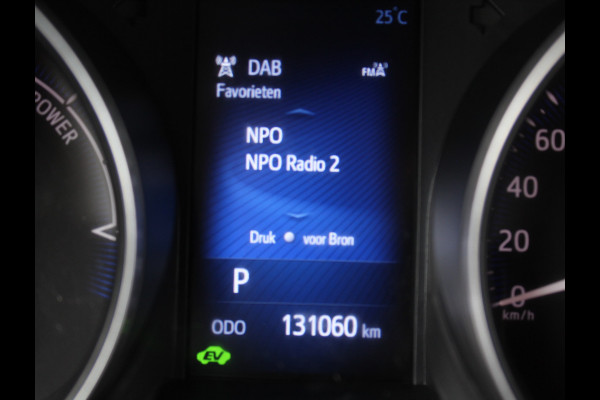 25°C
DAB
FM
Favorieten
POWER
NPO
NPO Radio 2
60
40
20
0
km/h
Druk voor Bron
P
ODO 131060 km
EV